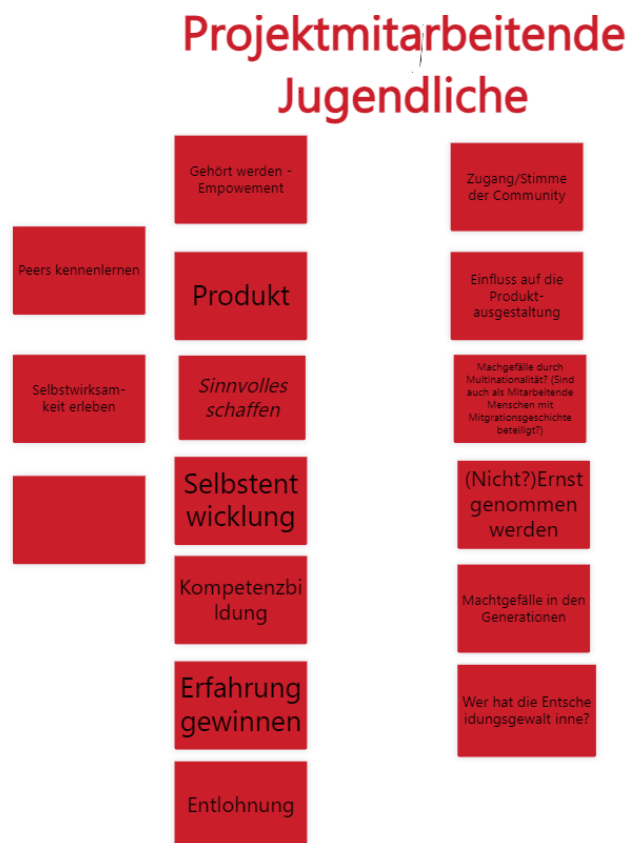 Projektmitarbeitende
Jugendliche
Peers kennenlernen
Selbstwirksam-
keit erleben
Gehört werden -
Empowement
Produkt
Sinnvolles
schaffen
Selbstent
wicklung
Kompetenzbi
ldung
Erfahrung
gewinnen
Entlohnung
Zugang/Stimme
der Community
Einfluss auf die
Produkt-
ausgestaltung
Machgefälle durch
Multinationalität? (Sind
auch als Mitarbeitende
Menschen mit
Mitgrationsgeschichte
beteiligt?)
(Nicht?)Ernst
genommen
werden
Machtgefälle in den
Generationen
Wer hat die Entsche
idungsgewalt inne?